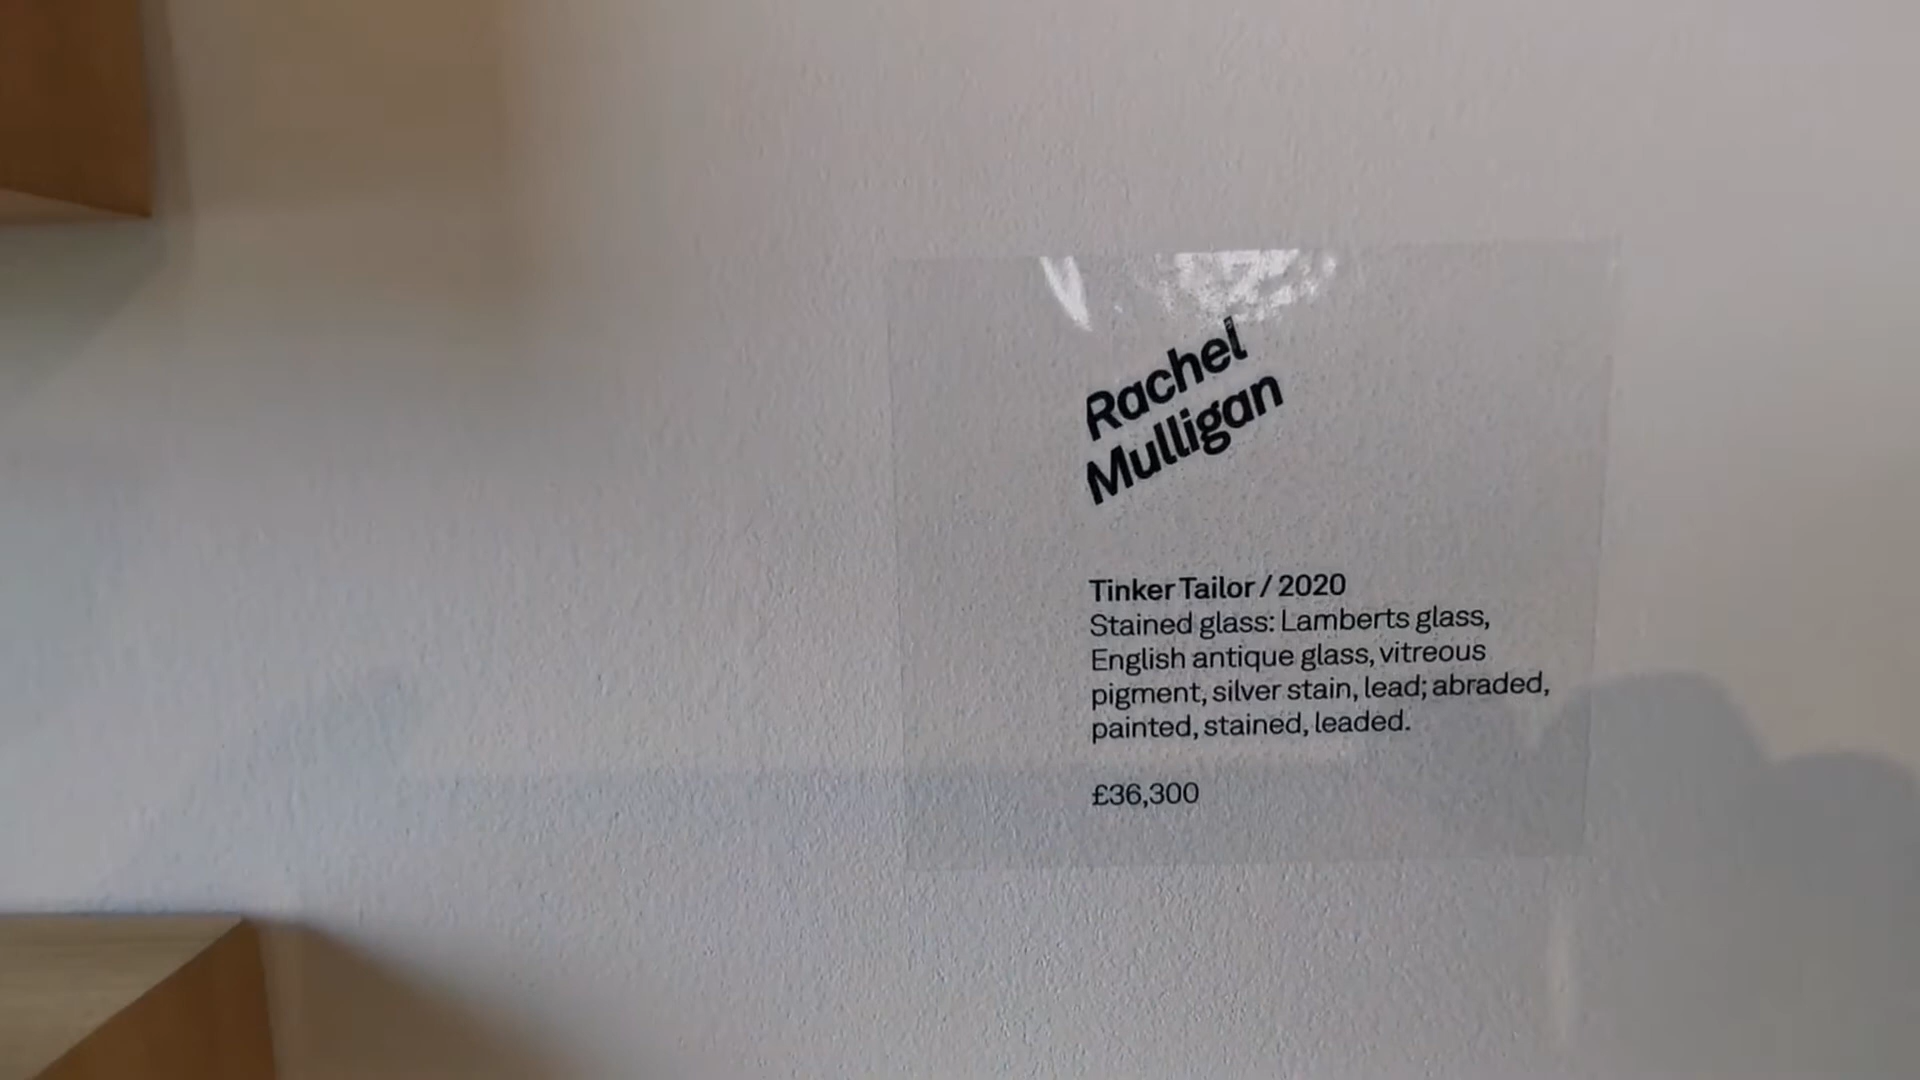 Rachel
Mulligan
Tinker Tailor / 2020
Stained glass: Lamberts glass,
English antique glass, vitreous
pigment, silver stain, lead; abraded,
painted, stained, leaded.
£36,300